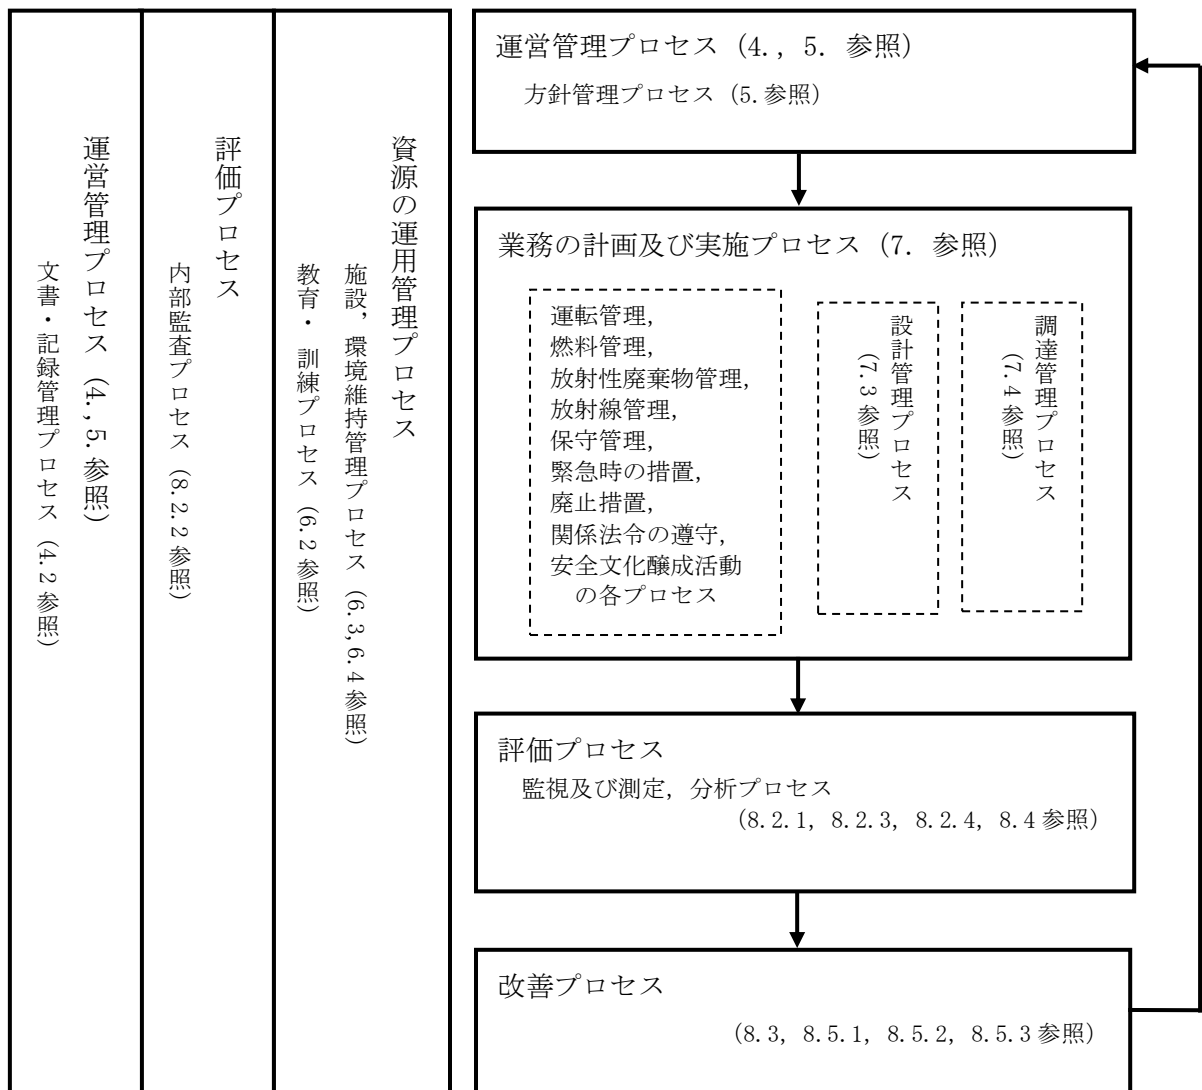 運営管理プロセス（4.，5.参照）
文書・記録管理プロセス（4.2参照）
評価プロセス
内部監査プロセス（8.2.2参照）
資源の運用管理プロセス
施設，環境維持管理プロセス（6.3,6.4参照）
教育・訓練プロセス（6.2参照）
運営管理プロセス（4.，5. 参照）
方針管理プロセス（5.参照）
業務の計画及び実施プロセス（7. 参照）
運転管理，
燃料管理，
放射性廃棄物管理，
放射線管理，
保守管理，
緊急時の措置，
廃止措置，
関係法令の遵守，
安全文化醸成活動
の各プロセス
設計管理プロセス
（7.3参照）
調達管理プロセス
（7.4参照）
評価プロセス
監視及び測定，分析プロセス
（8.2.1，8.2.3，8.2.4，8.4参照）
改善プロセス
（8.3，8.5.1，8.5.2，8.5.3参照）